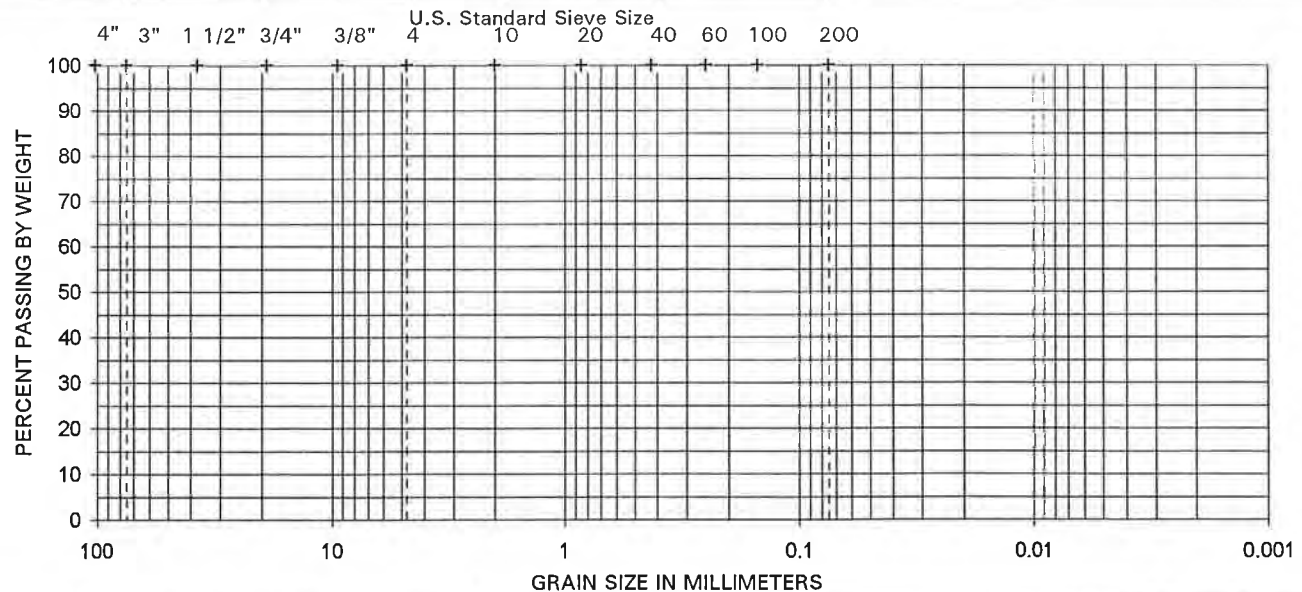 U.S. Standard Sieve Size
4" 3" 1 1/2" 3/4" 3/8" 4 10 20 40 60 100 200
PERCENT PASSING BY WEIGHT
100
90
80
70
60
50
40
30
20
10
0
100 10 1 0.1 0.01 0.001
GRAIN SIZE IN MILLIMETERS